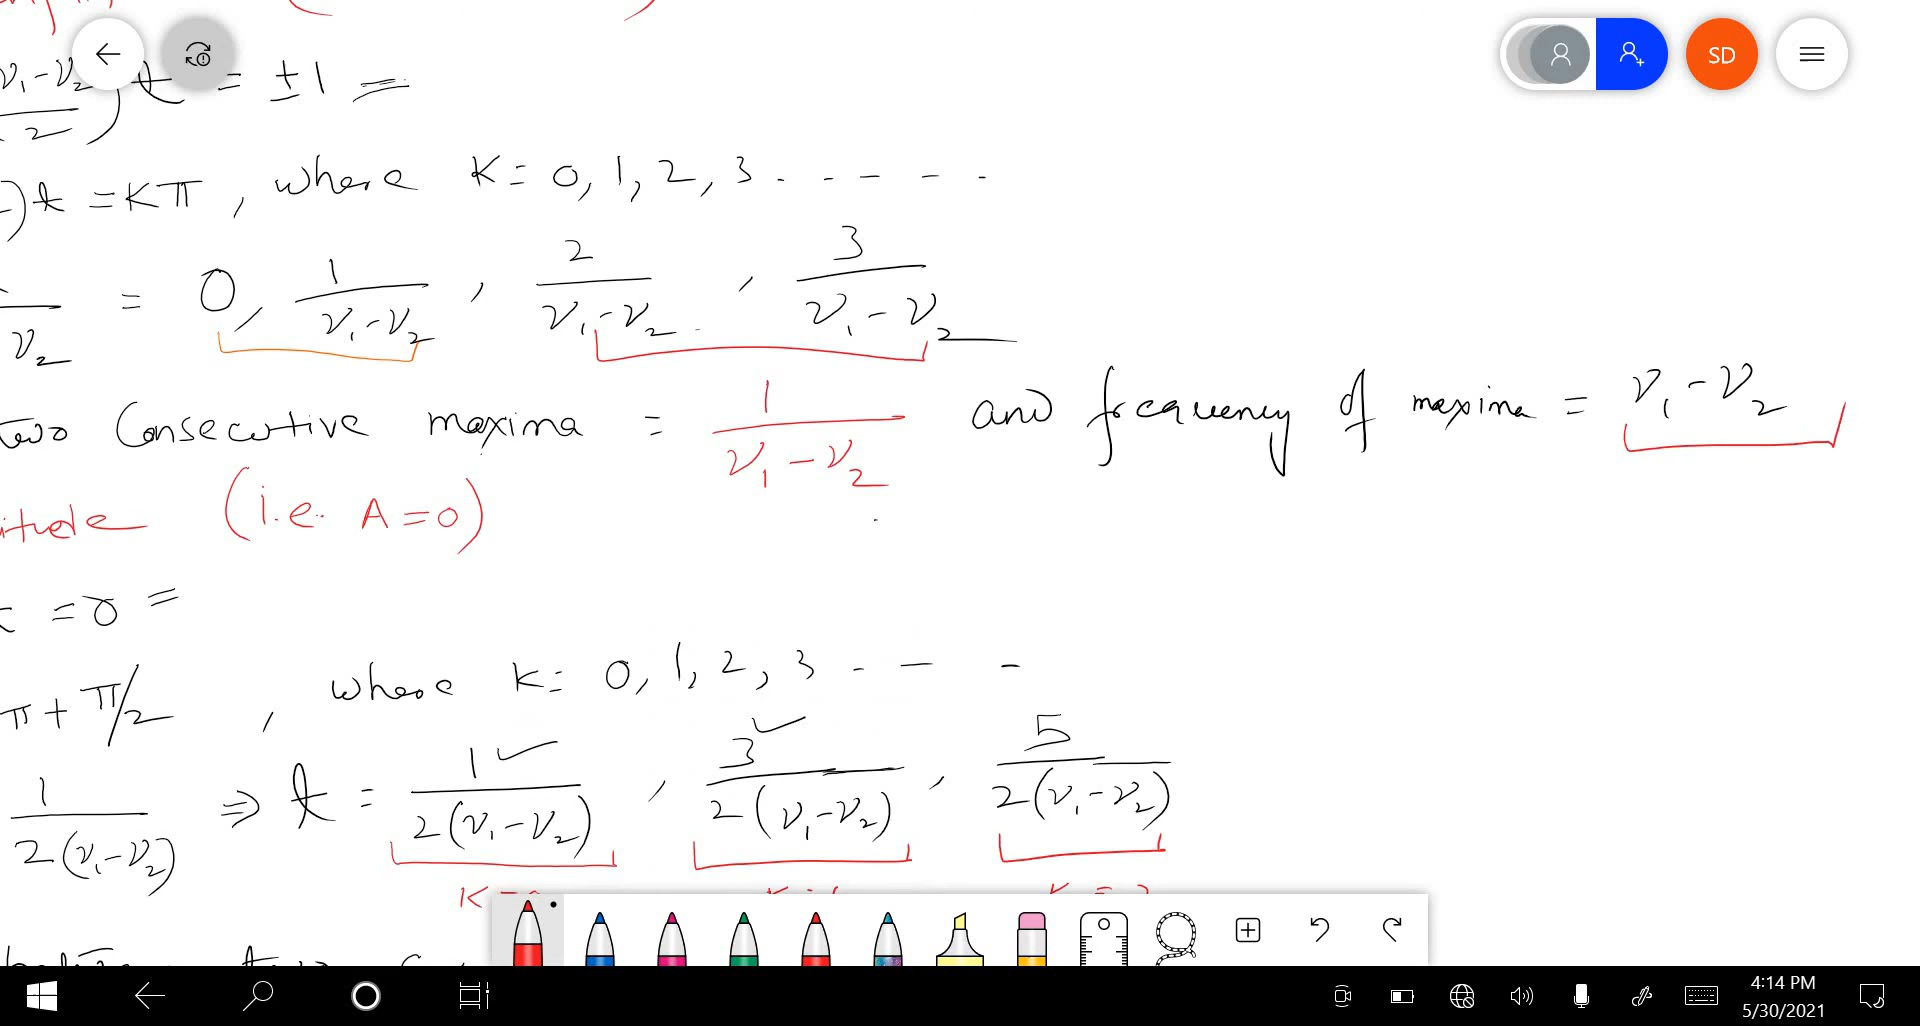 SD
ν₁-ν₂/2)t = ±1
)t = Kπ, where K = 0, 1, 2, 3 . - - - -
ν₂ = 0, 1/(ν₁-ν₂), 2/(ν₁-ν₂), 3/(ν₁-ν₂)
two Consecutive maxima = 1/(ν₁-ν₂) and frequency of maxima = ν₁-ν₂
itude (i.e. A=0)
t = 0 =
π + π/2, where K = 0, 1, 2, 3 - - -
1/2(ν₁-ν₂) ⇒ t = 1/2(ν₁-ν₂), 3/2(ν₁-ν₂), 5/2(ν₁-ν₂)
4:14 PM
5/30/2021